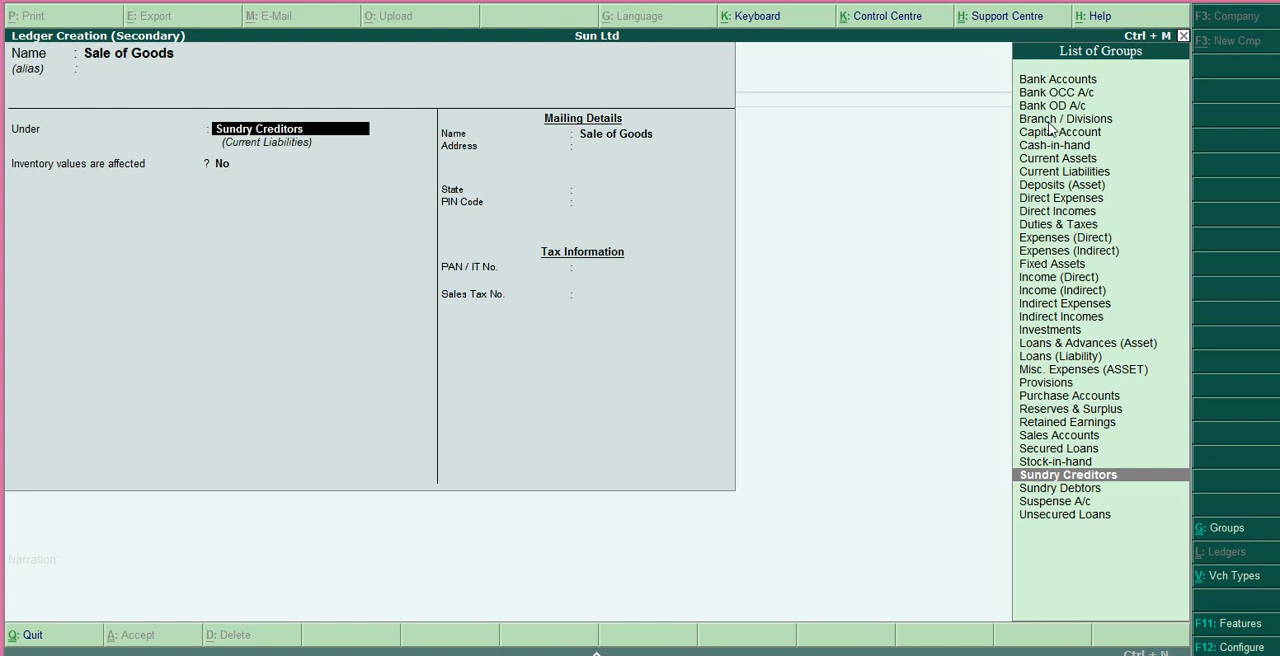 P: Print E: Export M: E-Mail O: Upload G: Language K: Keyboard K: Control Centre H: Support Centre H: Help F3: Company
Ledger Creation (Secondary) Sun Ltd Ctrl + M X
F3: New Cmp
Name : Sale of Goods
(alias) :
Under : Sundry Creditors
(Current Liabilities)
Inventory values are affected ? No
Mailing Details
Name : Sale of Goods
Address :
State :
PIN Code :
Tax Information
PAN / IT No. :
Sales Tax No. :
List of Groups
Bank Accounts
Bank OCC A/c
Bank OD A/c
Branch / Divisions
Capital Account
Cash-in-hand
Current Assets
Current Liabilities
Deposits (Asset)
Direct Expenses
Direct Incomes
Duties & Taxes
Expenses (Direct)
Expenses (Indirect)
Fixed Assets
Income (Direct)
Income (Indirect)
Indirect Expenses
Indirect Incomes
Investments
Loans & Advances (Asset)
Loans (Liability)
Misc. Expenses (ASSET)
Provisions
Purchase Accounts
Reserves & Surplus
Retained Earnings
Sales Accounts
Secured Loans
Stock-in-hand
Sundry Creditors
Sundry Debtors
Suspense A/c
Unsecured Loans
G: Groups
L: Ledgers
V: Vch Types
F11: Features
F12: Configure
Narration
Q: Quit A: Accept D: Delete
Ctrl + N